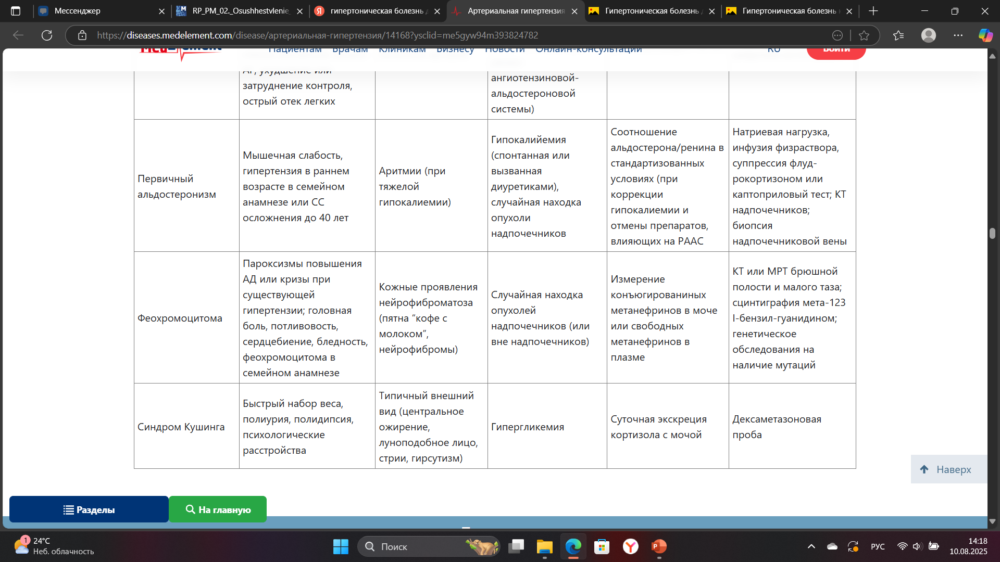 Мессенджер
RP_PM_02._Osushhestvlenie_
гипертоническая болезнь д
Артериальная гипертензия
Гипертоническая болезнь д
Гипертоническая болезнь
https://diseases.medelement.com/disease/артериальная-гипертензия/14168?ysclid=me5gyw94m393824782
Пациентам Врачам Клиникам Бизнесу Новости Онлайн-консультации RU Войти
АГ, ухудшение или
затруднение контроля,
острый отек легких
ангиотензиновой-
альдостероновой
системы)
Первичный
альдостеронизм
Мышечная слабость,
гипертензия в раннем
возрасте в семейном
анамнезе или СС
осложнения до 40 лет
Аритмии (при
тяжелой
гипокалиемии)
Гипокалийемия
(спонтанная или
вызванная
диуретиками),
случайная находка
опухоли
надпочечников
Соотношение
альдостерона/ренина в
стандартизованных
условиях (при
коррекции
гипокалиемии и
отмены препаратов,
влияющих на РААС
Натриевая нагрузка,
инфузия физраствора,
суппрессия флуд-
рокортизоном или
каптоприловый тест; КТ
надпочечников;
биопсия
надпочечниковой вены
Феохромоцитома
Пароксизмы повышения
АД или кризы при
существующей
гипертензии; головная
боль, потливовость,
сердцебиение, бледность,
феохромоцитома в
семейном анамнезе
Кожные проявления
нейрофиброматоза
(пятна “кофе с
молоком”,
нейрофибромы)
Случайная находка
опухолей
надпочечников (или
вне надпочечников)
Измерение
конъюгированиных
метанефринов в моче
или свободных
метанефринов в
плазме
КТ или МРТ брюшной
полости и малого таза;
сцинтиграфия мета-123
I-бензил-гуанидином;
генетическое
обследования на
наличие мутаций
Синдром Кушинга
Быстрый набор веса,
полиурия, полидипсия,
психологические
расстройства
Типичный внешний
вид (центральное
ожирение,
луноподобное лицо,
стрии, гирсутизм)
Гипергликемия
Суточная экскреция
кортизола с мочой
Дексаметазоновая
проба
Наверх
Разделы
На главную
1
24°C
Неб. облачность
Поиск
РУС
14:18
10.08.2025